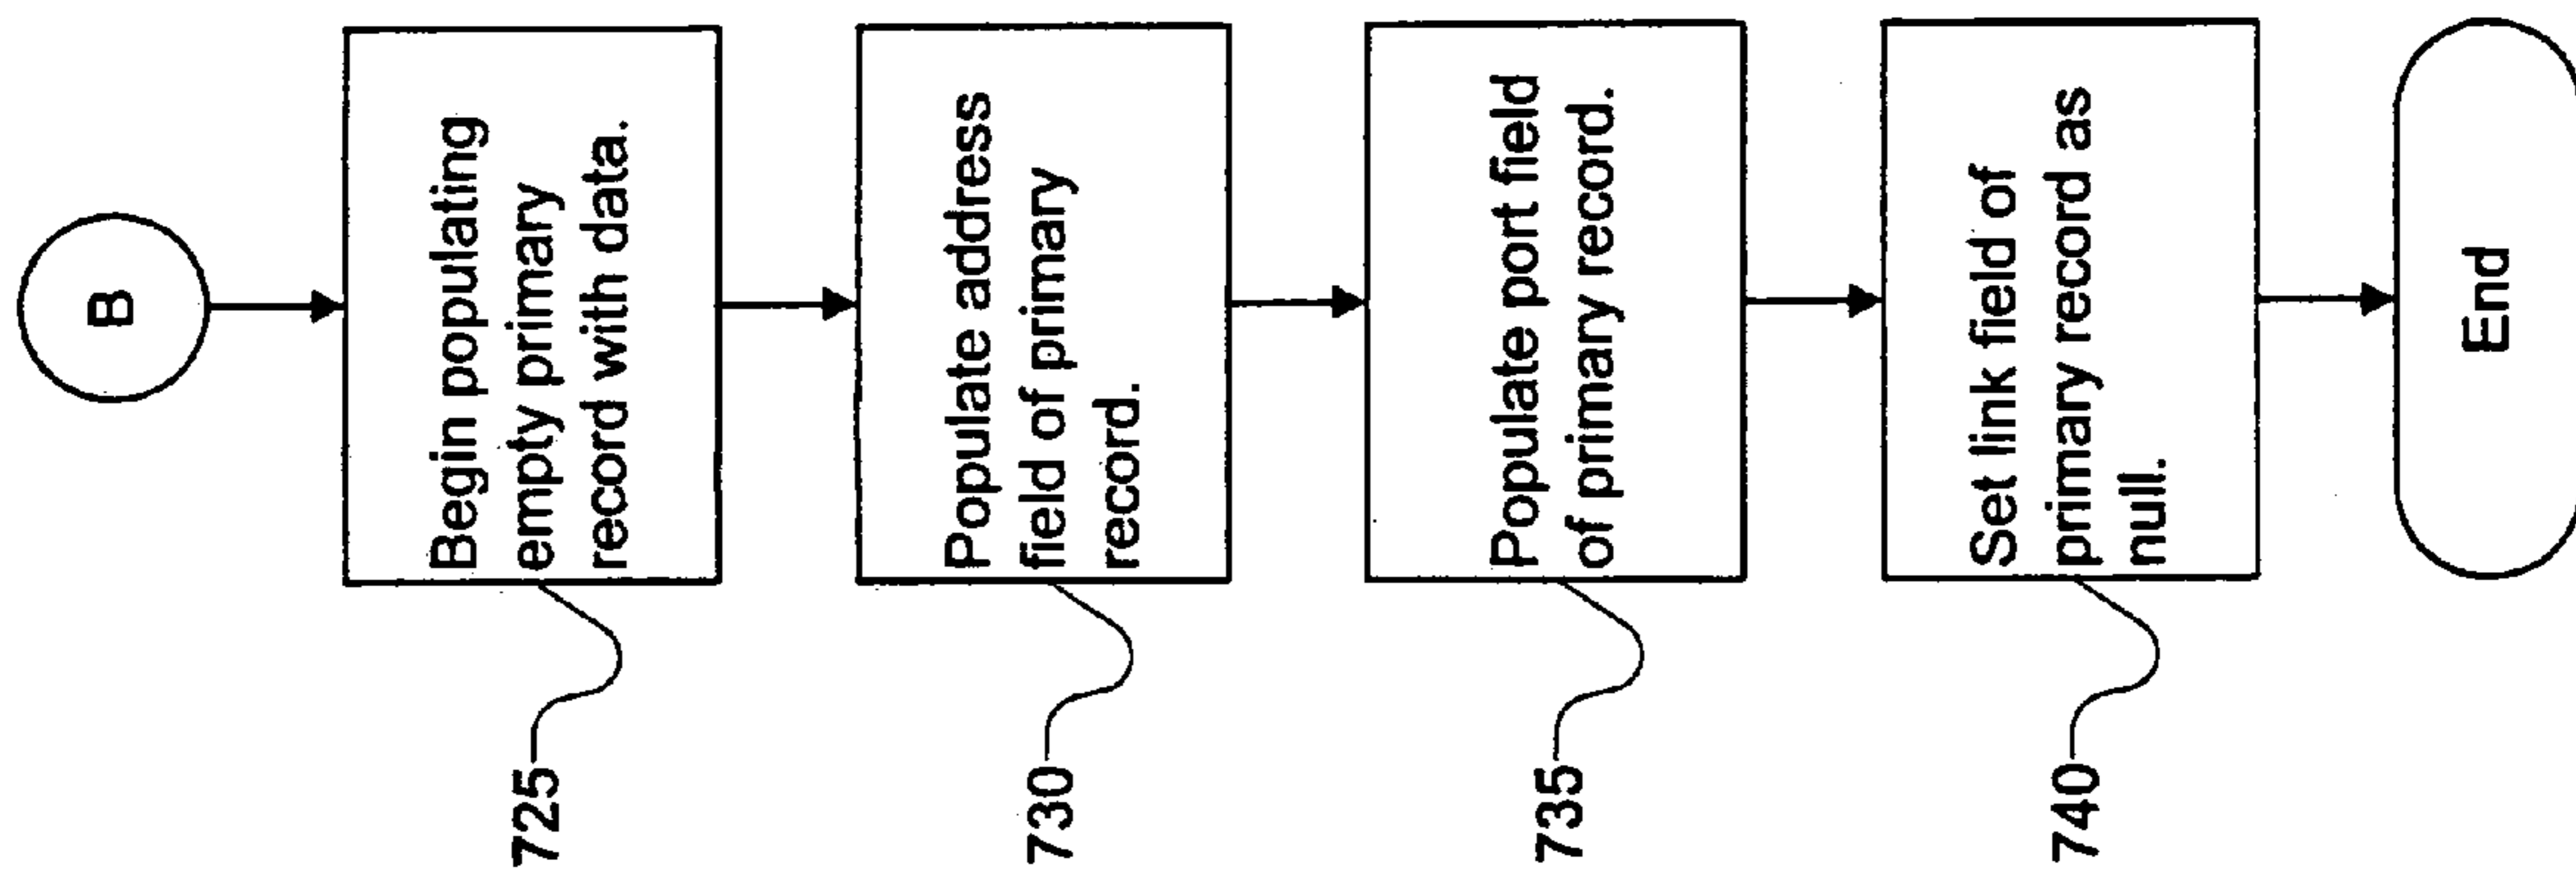 B
Begin populating
empty primary
record with data.
725
Populate address
field of primary
record.
730
Populate port field
of primary record.
735
Set link field of
primary record as
null.
740
End